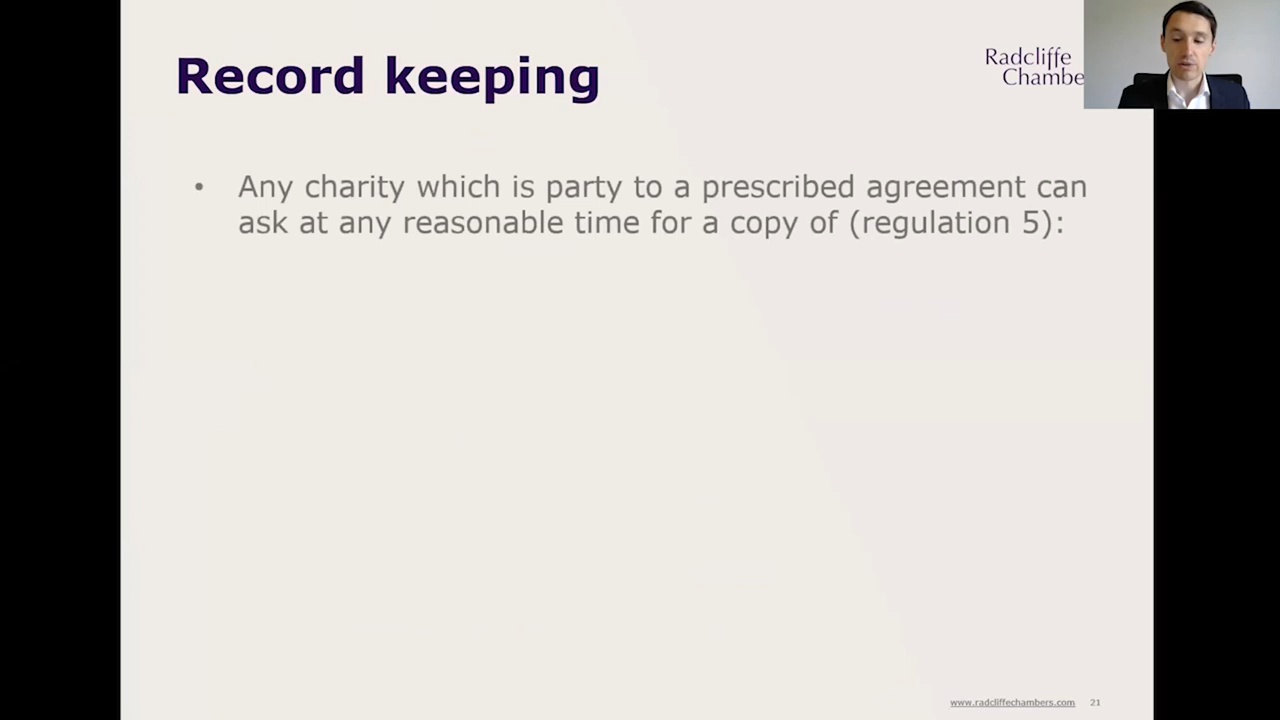 Record keeping
Radcliffe
Chambe
• Any charity which is party to a prescribed agreement can
ask at any reasonable time for a copy of (regulation 5):
www.radcliffechambers.com 21